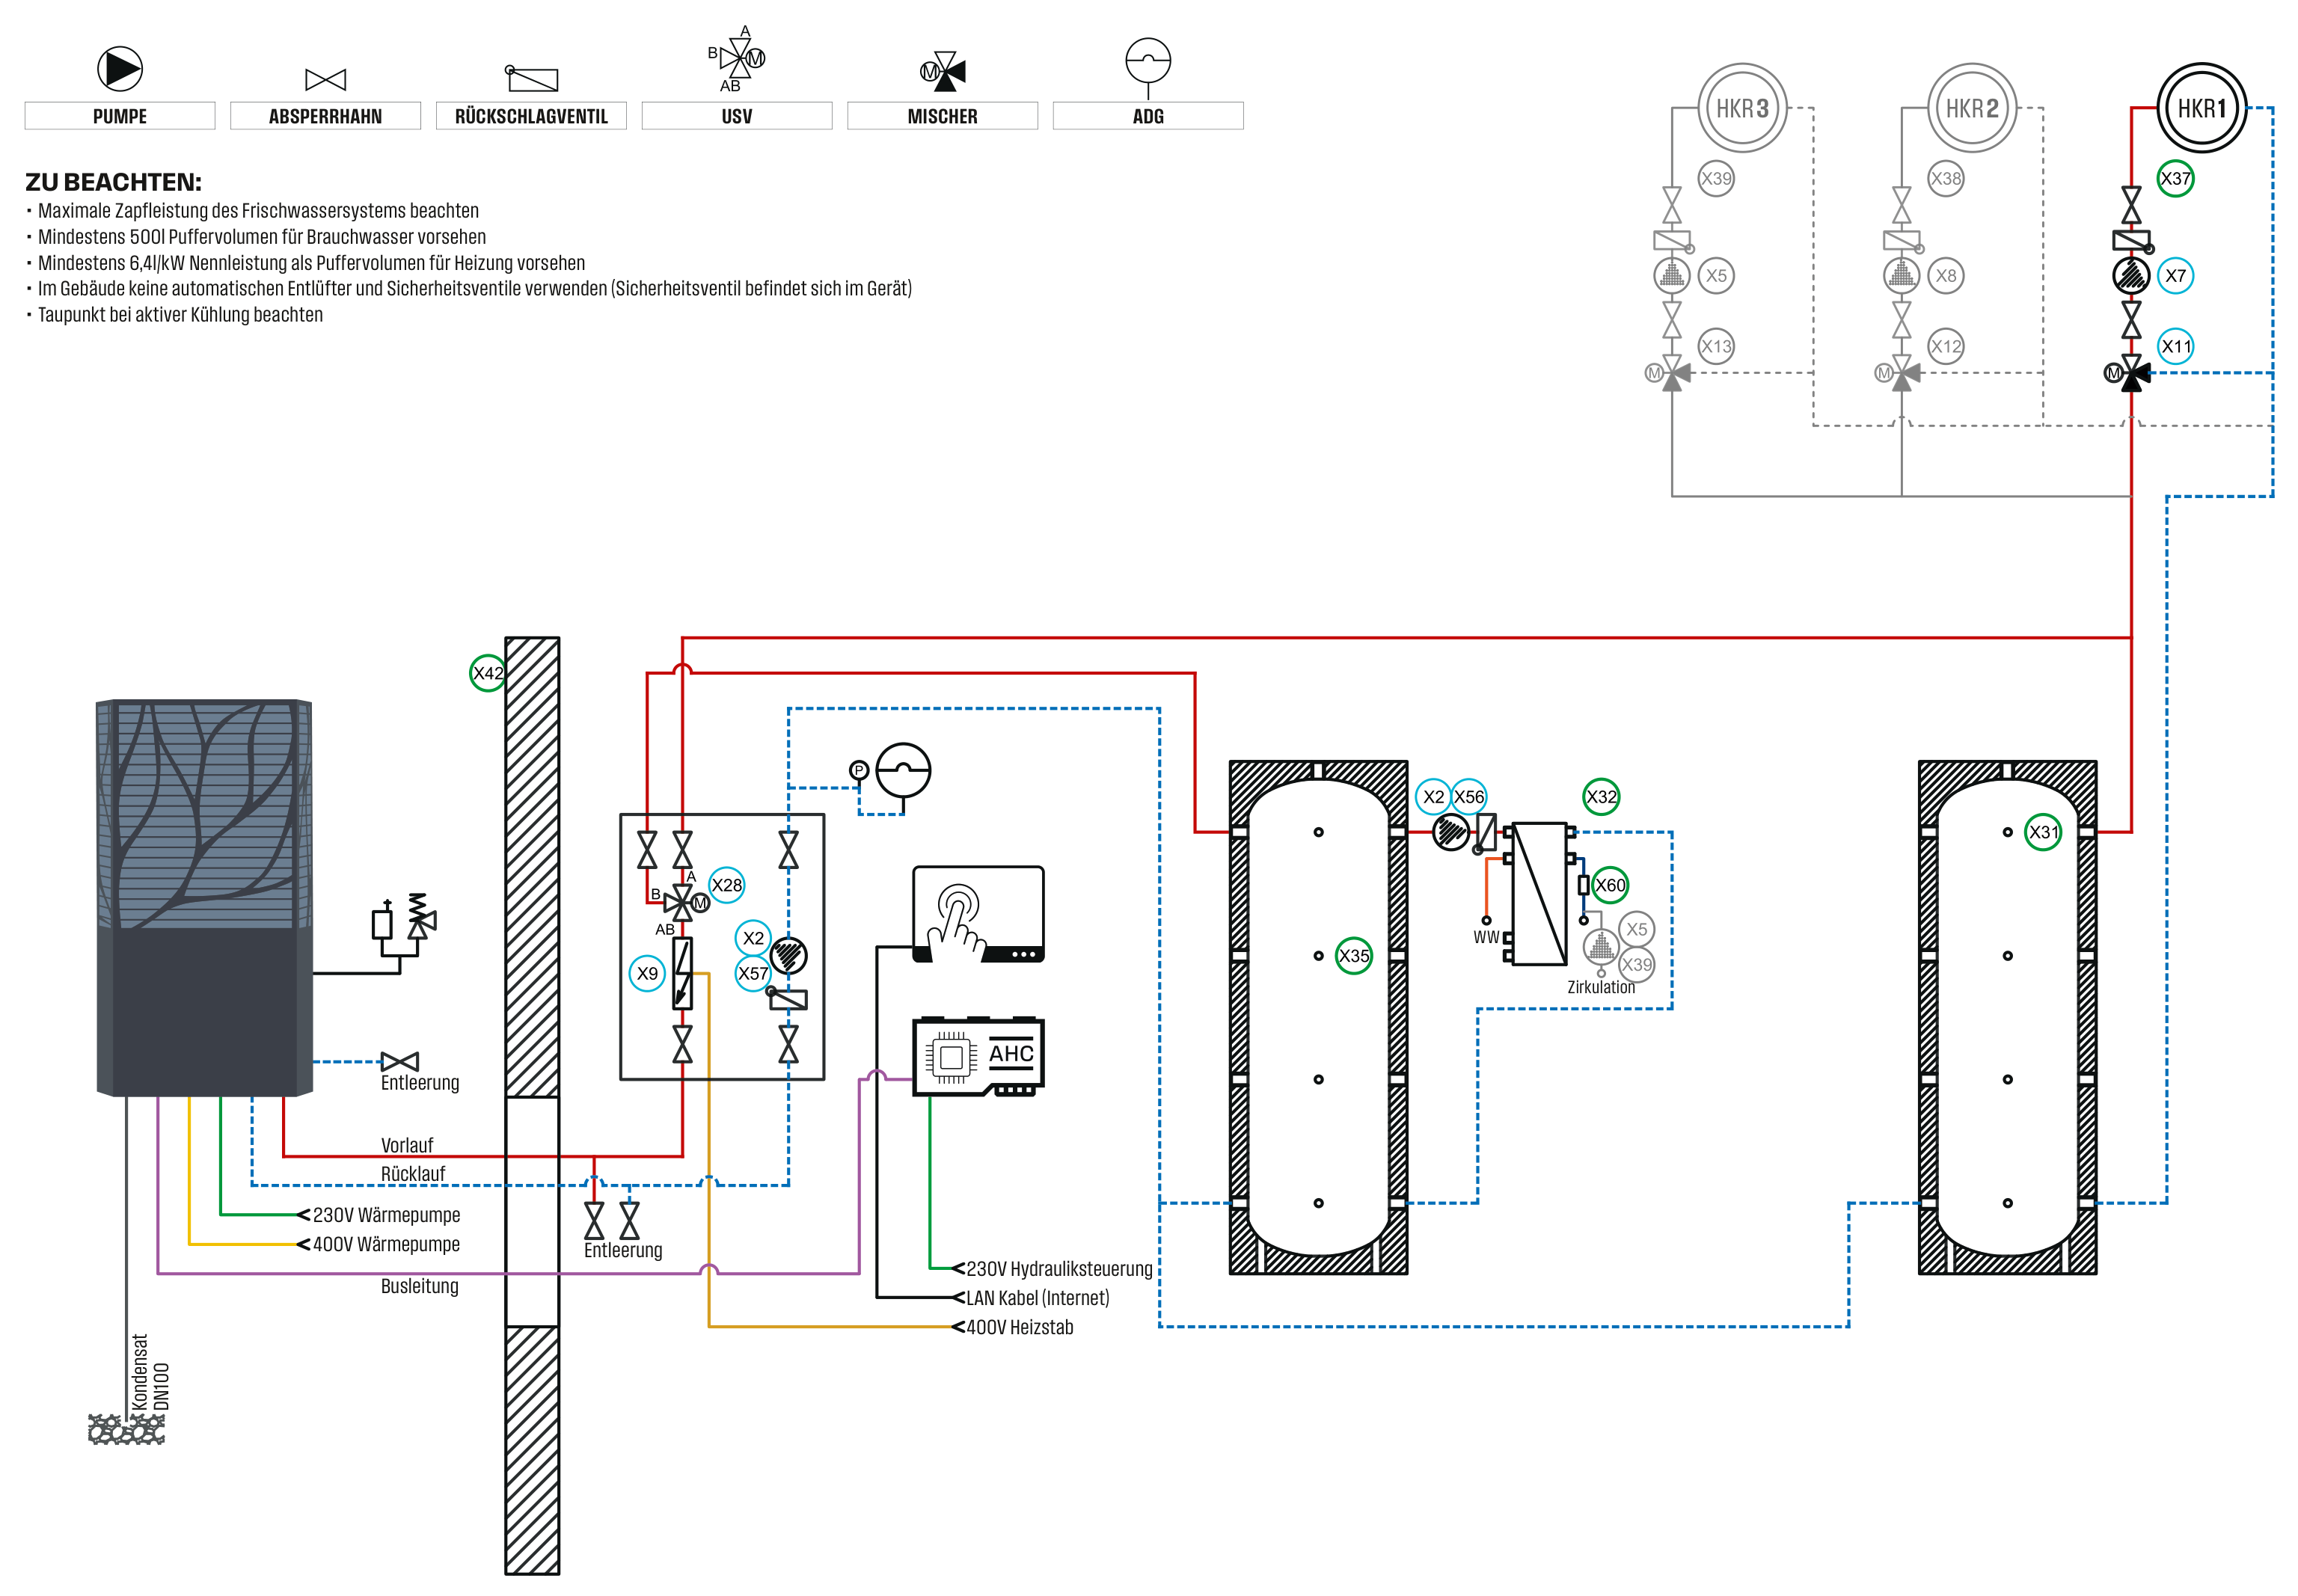 A
B
M
AB
M
PUMPE
ABSPERRHAHN
RÜCKSCHLAGVENTIL
USV
MISCHER
ADG
HKR3
HKR2
HKR1
ZU BEACHTEN:
· Maximale Zapfleistung des Frischwassersystems beachten
· Mindestens 500l Puffervolumen für Brauchwasser vorsehen
· Mindestens 6,4l/kW Nennleistung als Puffervolumen für Heizung vorsehen
· Im Gebäude keine automatischen Entlüfter und Sicherheitsventile verwenden (Sicherheitsventil befindet sich im Gerät)
· Taupunkt bei aktiver Kühlung beachten
X39
X38
X37
X5
X8
X7
X13
X12
X11
M
M
M
X42
P
X2
X56
X32
X31
A
X28
B
M
AB
X60
X2
X5
WW
X9
X57
X35
X39
Zirkulation
AHC
Entleerung
Vorlauf
Rücklauf
230V Wärmepumpe
400V Wärmepumpe
Entleerung
Busleitung
230V Hydrauliksteuerung
LAN Kabel (Internet)
400V Heizstab
Kondensat
DN100